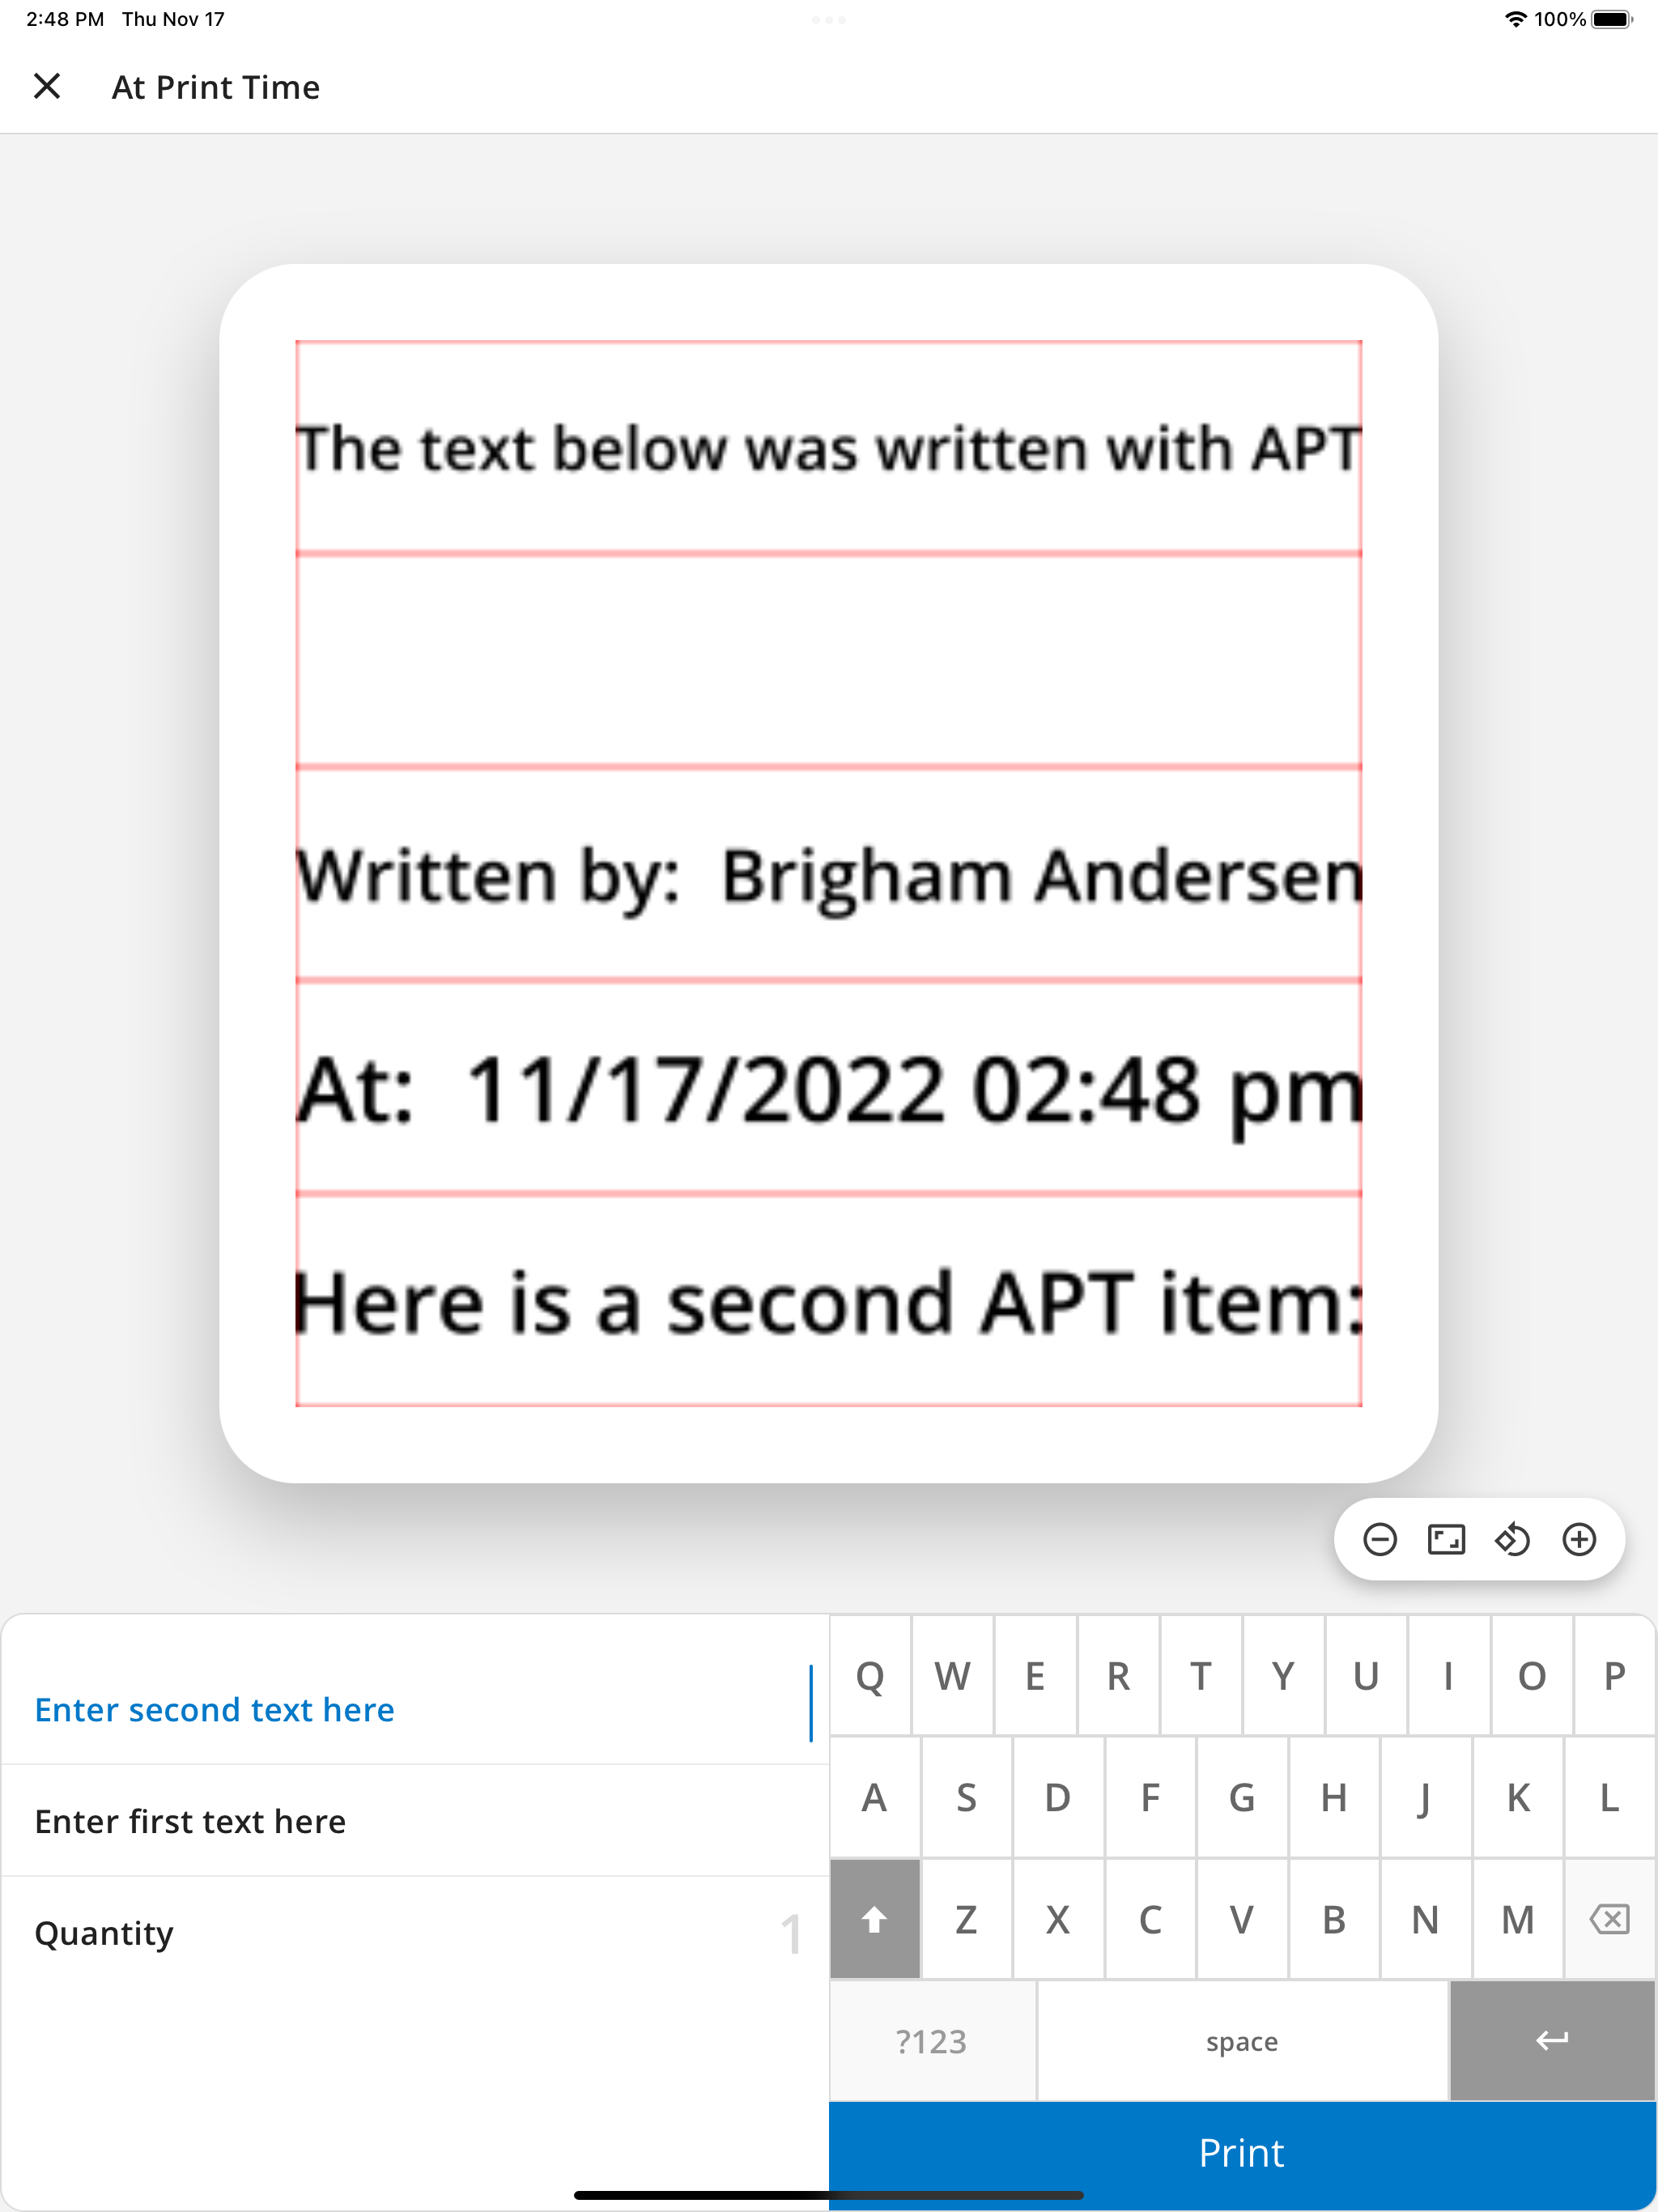 2:48 PM Thu Nov 17 100%
At Print Time
The text below was written with APT
Written by:  Brigham Andersen
At:  11/17/2022 02:48 pm
Here is a second APT item:
Enter second text here
Enter first text here
Quantity 1
Q W E R T Y U I O P
A S D F G H J K L
Z X C V B N M
?123 space
Print